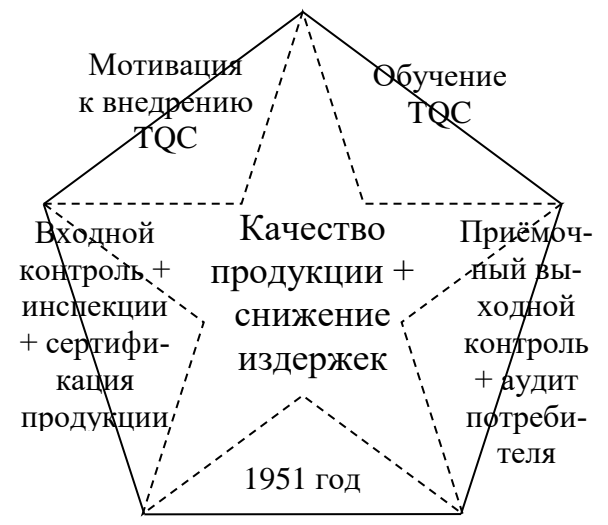 Мотивация
к внедрению
TQC
Обучение
TQC
Входной
контроль +
инспекции
+ сертифи-
кация
продукции
Качество
продукции +
снижение
издержек
Приёмоч-
ный вы-
ходной
контроль
+ аудит
потреби-
теля
1951 год